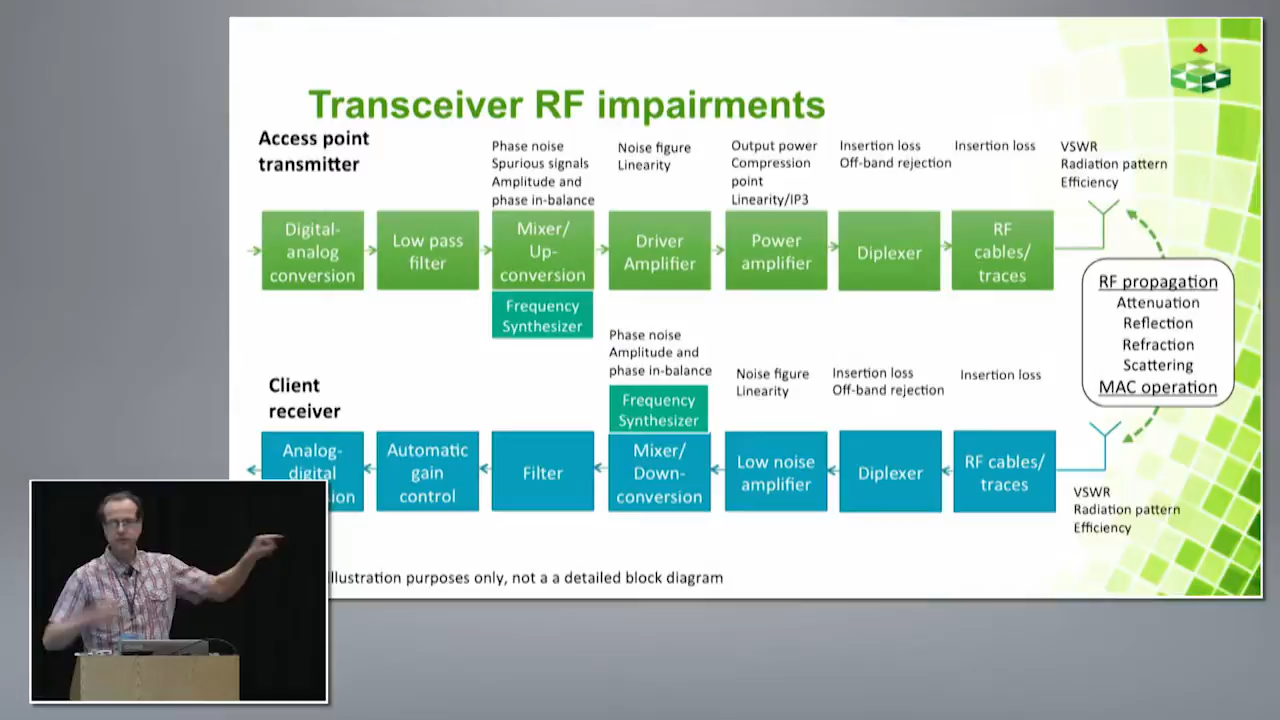 Transceiver RF impairments
Access point
transmitter
Phase noise
Spurious signals
Amplitude and
phase in-balance
Noise figure
Linearity
Output power
Compression
point
Linearity/IP3
Insertion loss
Off-band rejection
Insertion loss
VSWR
Radiation pattern
Efficiency
Digital-
analog
conversion
Low pass
filter
Mixer/
Up-
conversion
Driver
Amplifier
Power
amplifier
Diplexer
RF
cables/
traces
Frequency
Synthesizer
RF propagation
Attenuation
Reflection
Refraction
Scattering
MAC operation
Client
receiver
Phase noise
Amplitude and
phase in-balance
Noise figure
Linearity
Insertion loss
Off-band rejection
Insertion loss
Frequency
Synthesizer
Analog-
digital
Automatic
gain
control
Filter
Mixer/
Down-
conversion
Low noise
amplifier
Diplexer
RF cables/
traces
VSWR
Radiation pattern
Efficiency
purposes only, not a a detailed block diagram